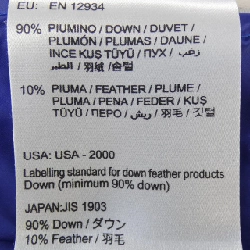 EU: EN 12934
90% PIUMINO / DOWN / DUVET /
PLUMÓN / PLUMAS / DAUNE /
INCE KUŞ TÜYÜ / ПУХ / زغب /
الطير / 羽絨 / 솜털
10% PIUMA / FEATHER / PLUME /
PLUMA / PENA / FEDER / KUŞ
TÜYÜ / ПЕРО / ريش / 羽毛 / 깃털
USA: USA - 2000
Labelling standard for down feather products
Down (minimum 90% down)
JAPAN:JIS 1903
90% Down / ダウン
10% Feather / 羽毛